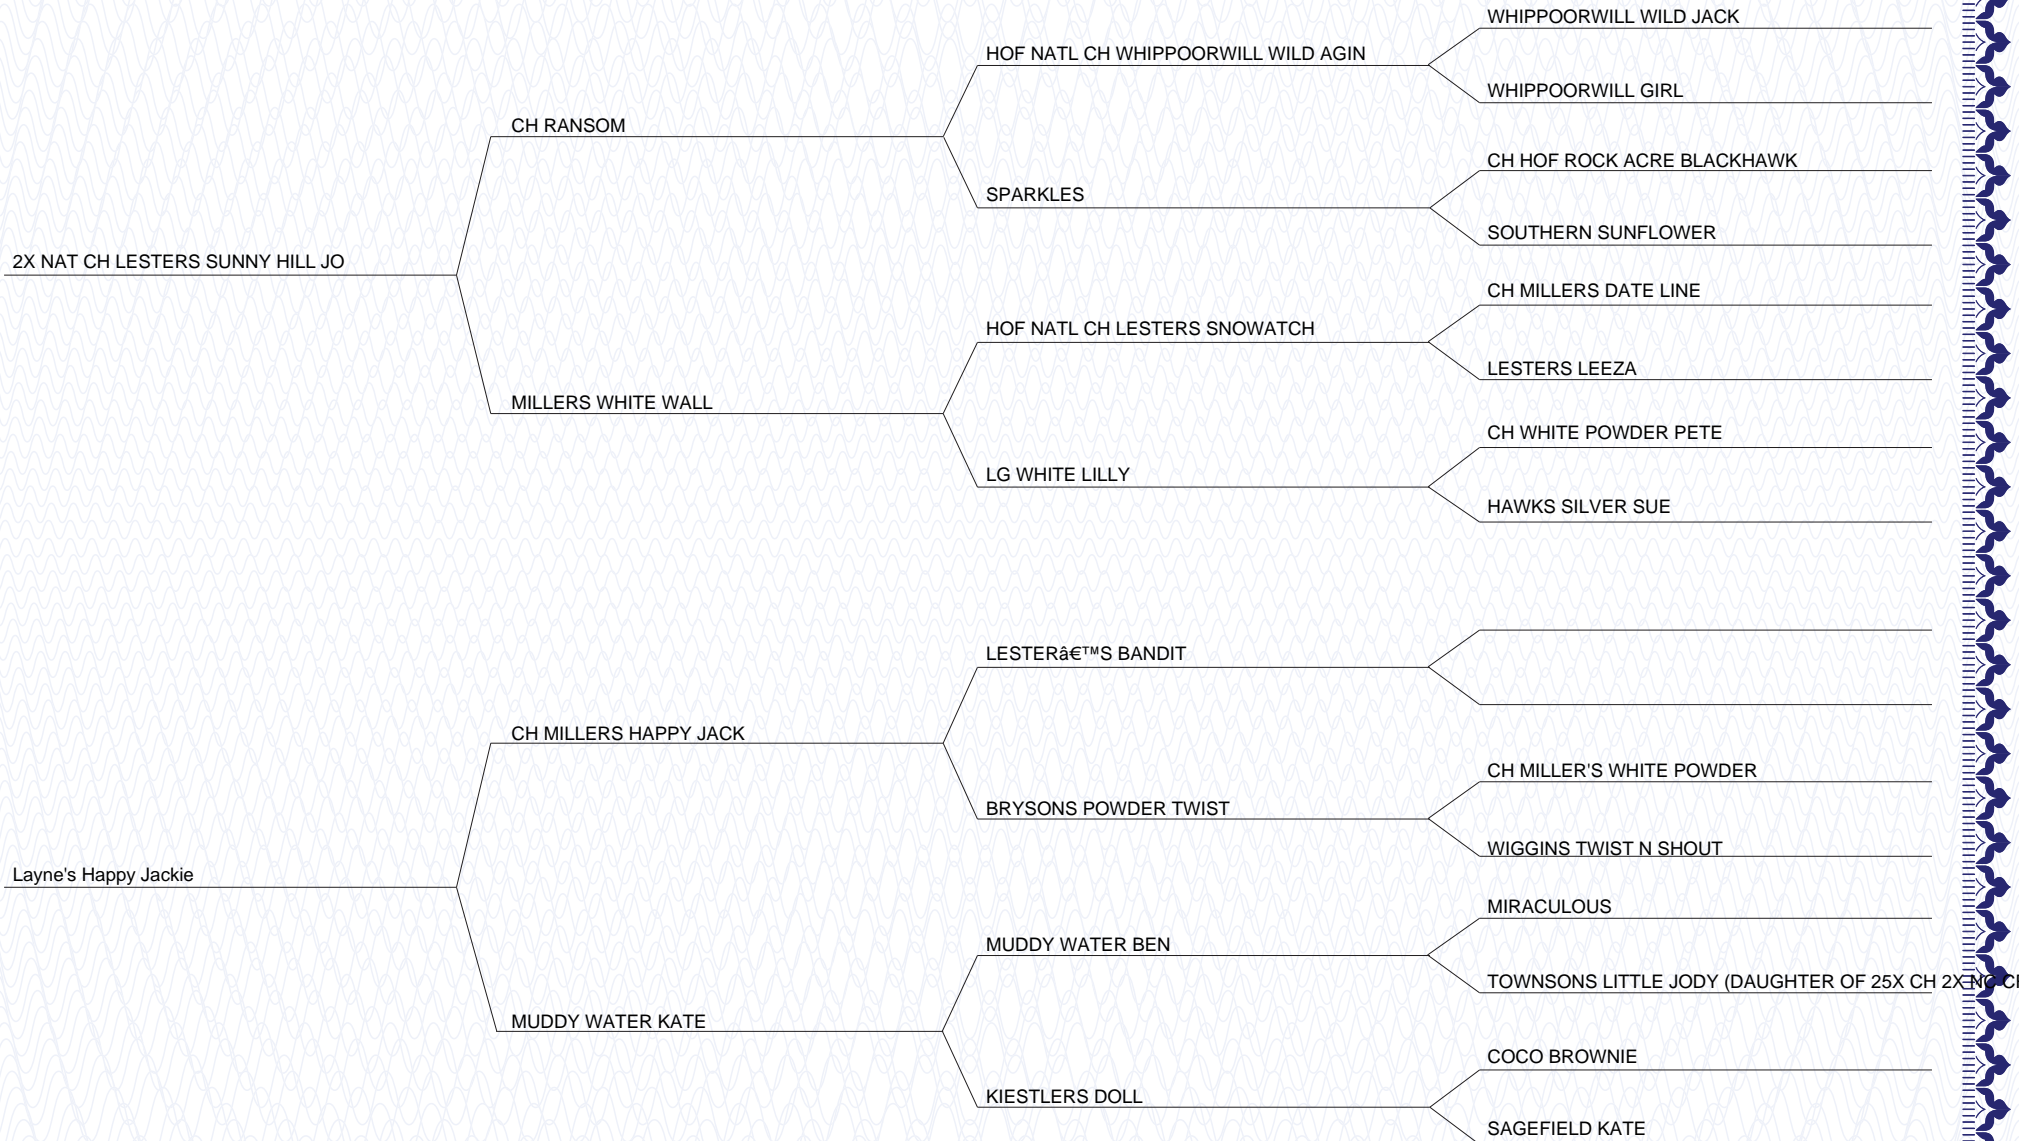 WHIPPOORWILL WILD JACK
HOF NATL CH WHIPPOORWILL WILD AGIN
WHIPPOORWILL GIRL
CH RANSOM
CH HOF ROCK ACRE BLACKHAWK
SPARKLES
SOUTHERN SUNFLOWER
2X NAT CH LESTERS SUNNY HILL JO
CH MILLERS DATE LINE
HOF NATL CH LESTERS SNOWATCH
LESTERS LEEZA
MILLERS WHITE WALL
CH WHITE POWDER PETE
LG WHITE LILLY
HAWKS SILVER SUE
LESTER’S BANDIT
CH MILLERS HAPPY JACK
CH MILLER'S WHITE POWDER
BRYSONS POWDER TWIST
WIGGINS TWIST N SHOUT
Layne's Happy Jackie
MIRACULOUS
MUDDY WATER BEN
TOWNSONS LITTLE JODY (DAUGHTER OF 25X CH 2X NC
MUDDY WATER KATE
COCO BROWNIE
KIESTLERS DOLL
SAGEFIELD KATE